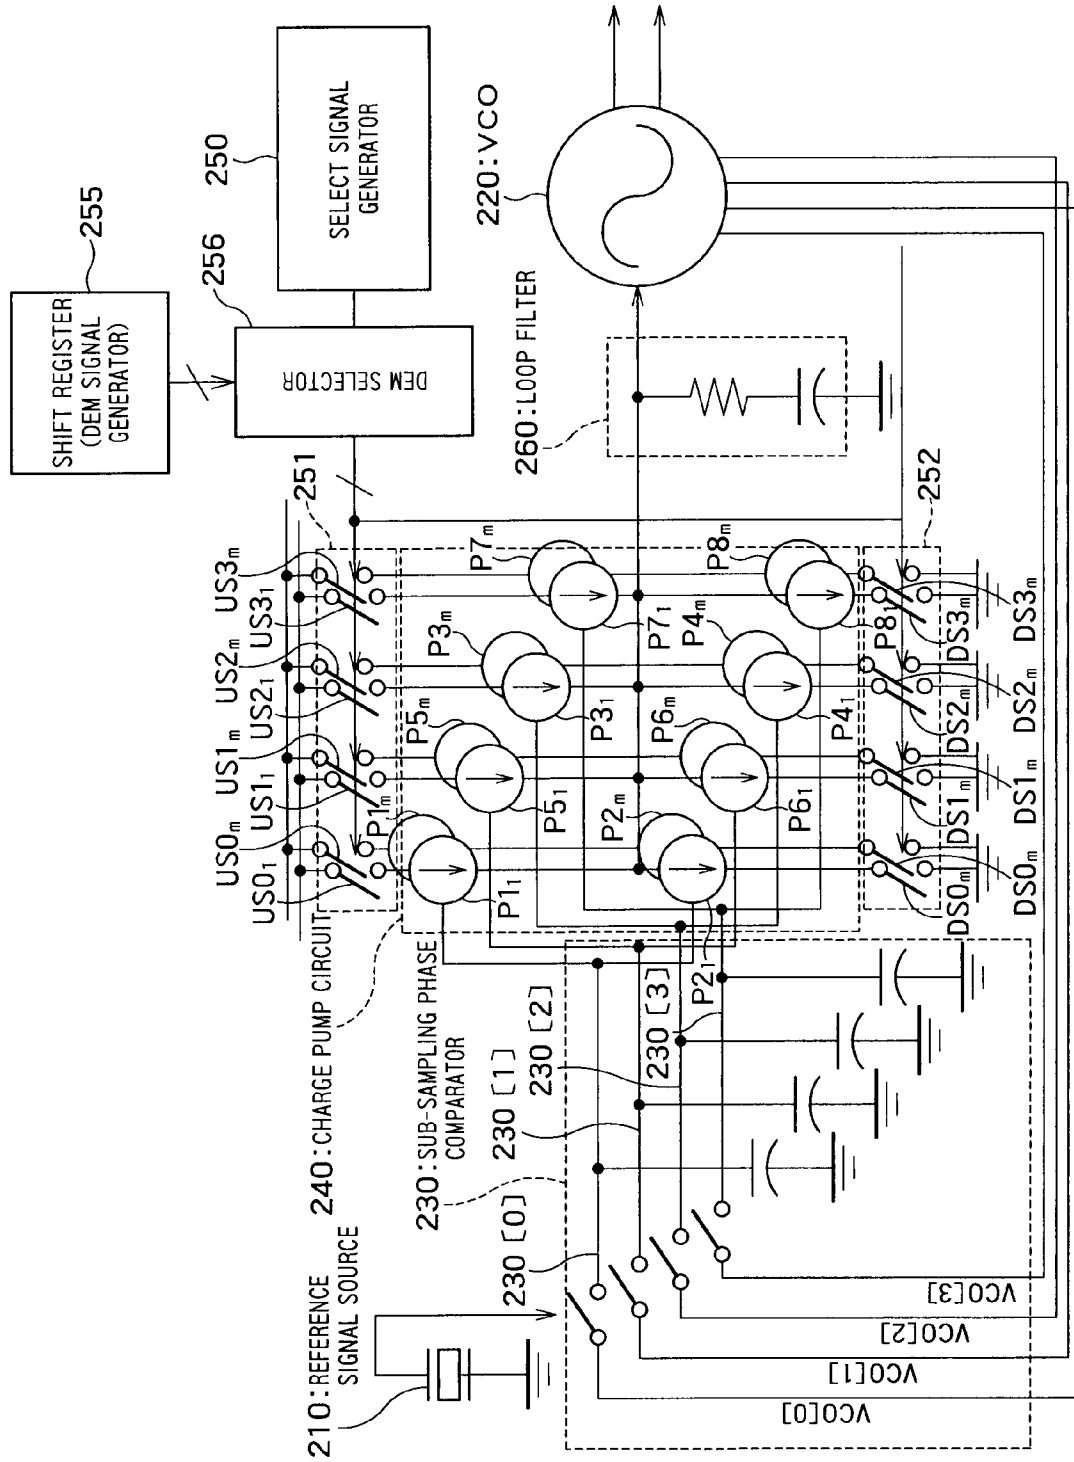 210:REFERENCE
SIGNAL SOURCE
240:CHARGE PUMP CIRCUIT
230:SUB-SAMPLING PHASE
COMPARATOR
230 [0]
230 [1]
230 [2]
230 [3]
VCO[0]
VCO[1]
VCO[2]
VCO[3]
US0₁
US0ₘ
US1₁
US1ₘ
US2₁
US2ₘ
US3₁
US3ₘ
251
P1ₘ
P1₁
P5ₘ
P5₁
P3ₘ
P3₁
P7ₘ
P7₁
P2ₘ
P2₁
P6ₘ
P6₁
P4ₘ
P4₁
P8ₘ
P8₁
DS0ₘ
DS0ₘ
DS1ₘ
DS1ₘ
DS2ₘ
DS2ₘ
DS3ₘ
DS3ₘ
252
SHIFT REGISTER
(DEM SIGNAL
GENERATOR)
255
DEM SELECTOR
256
SELECT SIGNAL
GENERATOR
250
260:LOOP FILTER
220:VCO